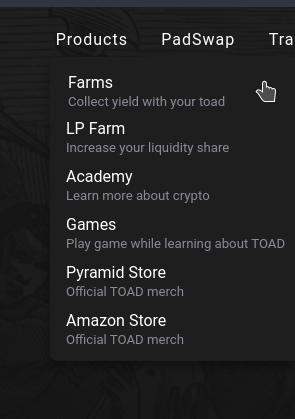 Products PadSwap Tra
Farms
Collect yield with your toad
LP Farm
Increase your liquidity share
Academy
Learn more about crypto
Games
Play game while learning about TOAD
Pyramid Store
Official TOAD merch
Amazon Store
Official TOAD merch